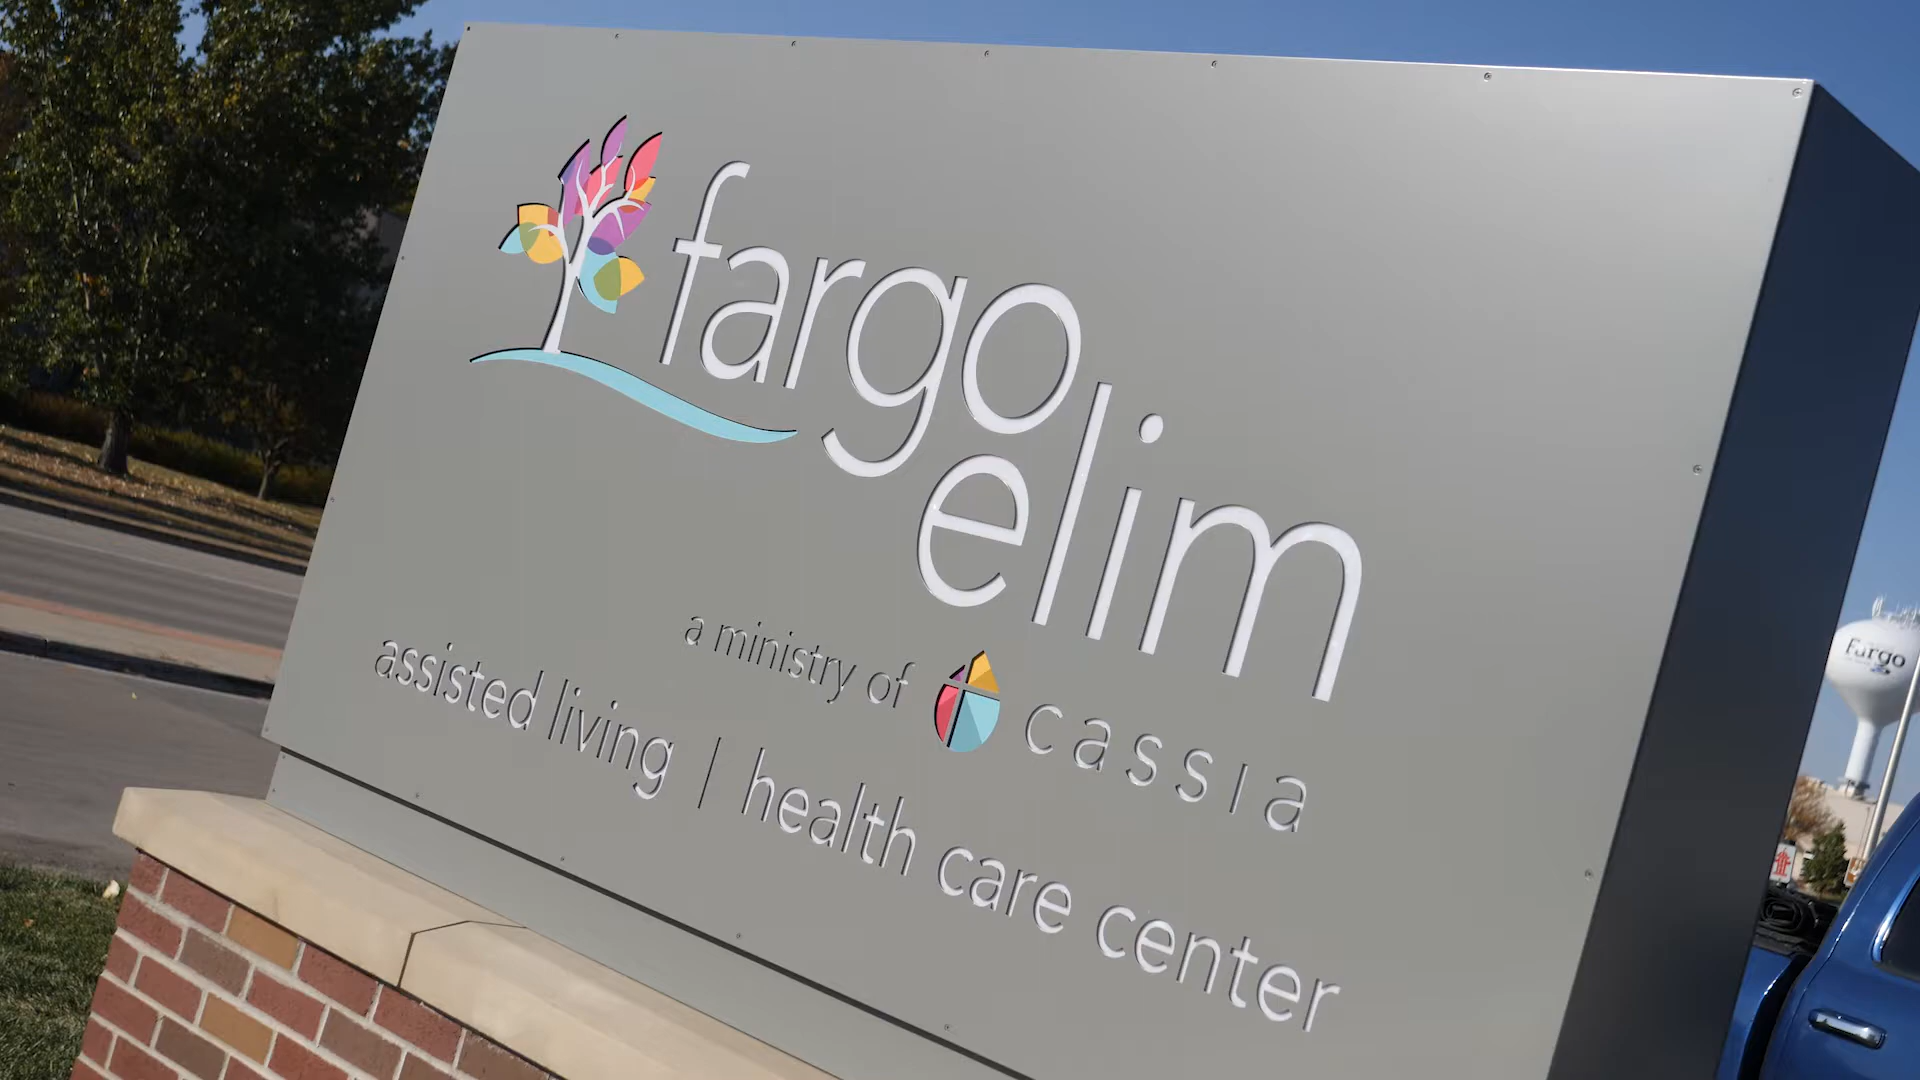 fargo
elim
a ministry of cassia
assisted living | health care center
Fargo